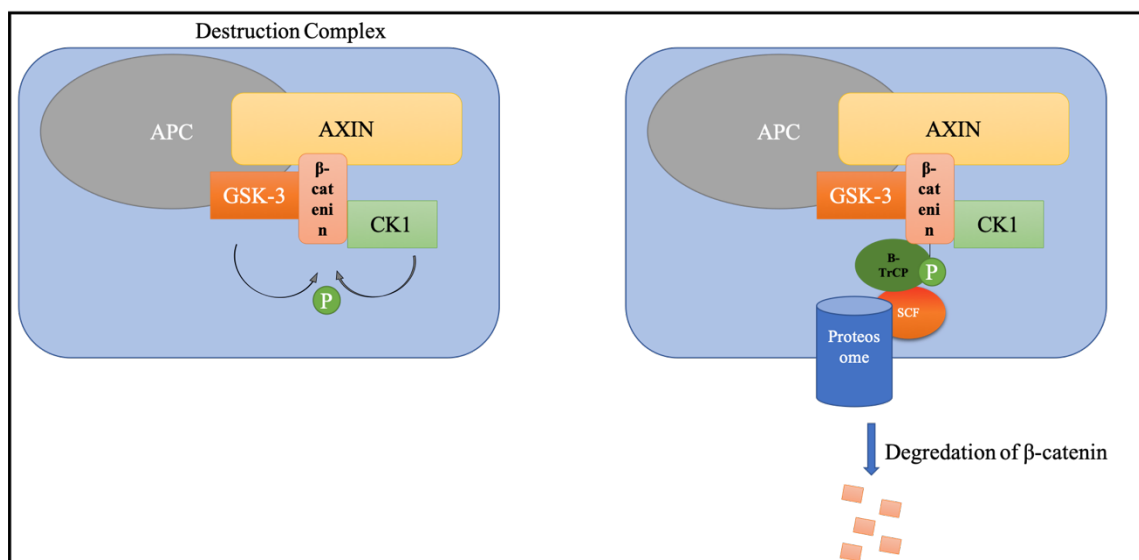 Destruction Complex
APC
AXIN
GSK-3
β-
cat
eni
n
CK1
P
APC
AXIN
GSK-3
β-
cat
eni
n
CK1
B-
TrCP
P
SCF
Proteos
ome
Degredation of β-catenin